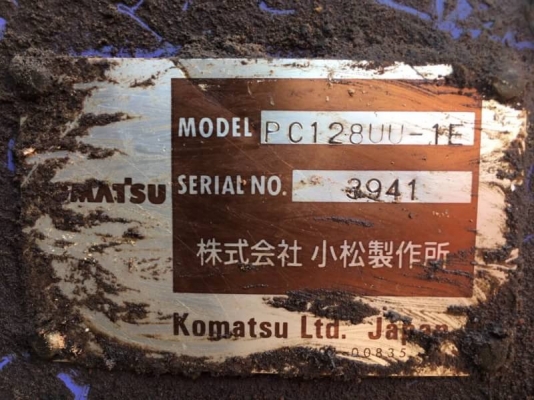 MODEL PC128UU-1E
MATSU
SERIAL NO. 3941
株式会社 小松製作所
Komatsu Ltd. Japan
-00835